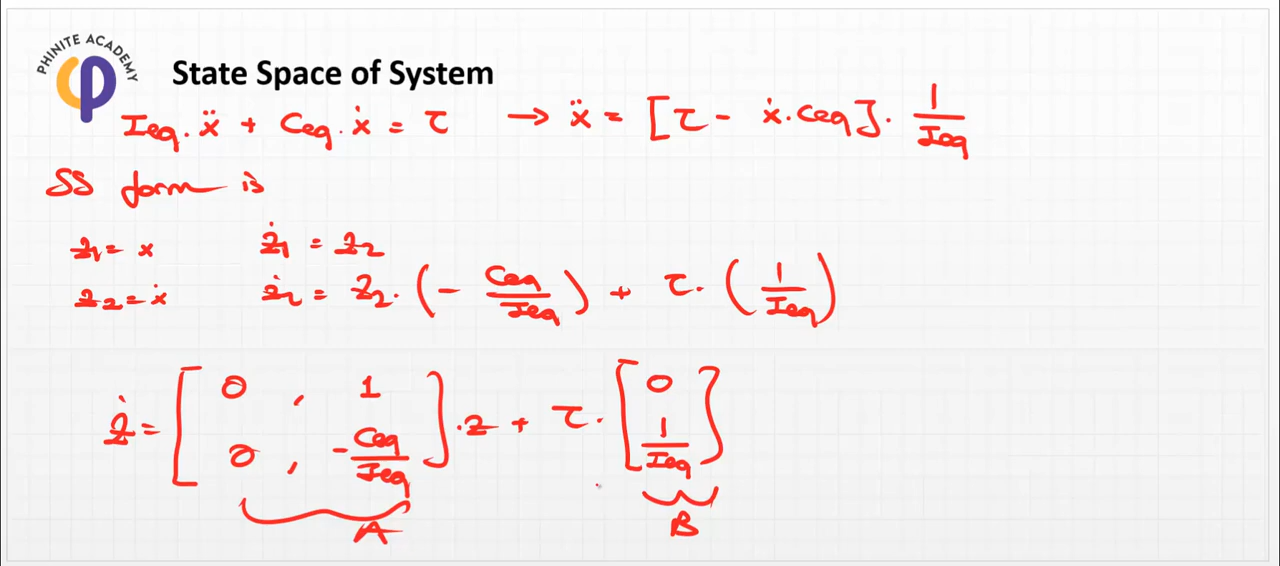 PHINITE ACADEMY
State Space of System
Ieq.ẍ + Ceq.ẋ = τ → ẍ = [τ - ẋ.Ceq].1/Ieq
SS form is
z1 = x ż1 = z2
z2 = ẋ ż2 = z2.(- Ceq/Ieq) + τ.(1/Ieq)
ż = [0, 1; 0, -Ceq/Ieq].z + τ.[0; 1/Ieq]
A B